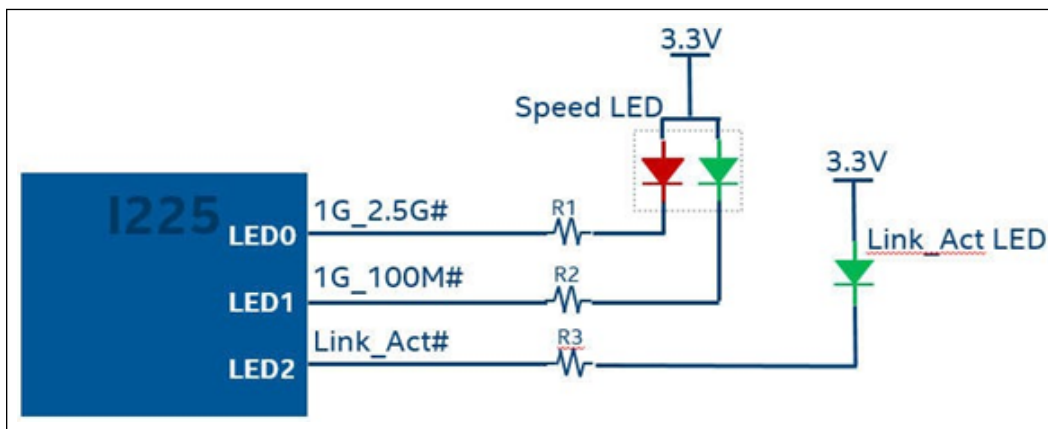 3.3V
Speed LED
3.3V
I225
1G_2.5G#
R1
LED0
Link_Act LED
1G_100M#
R2
LED1
Link_Act#
R3
LED2